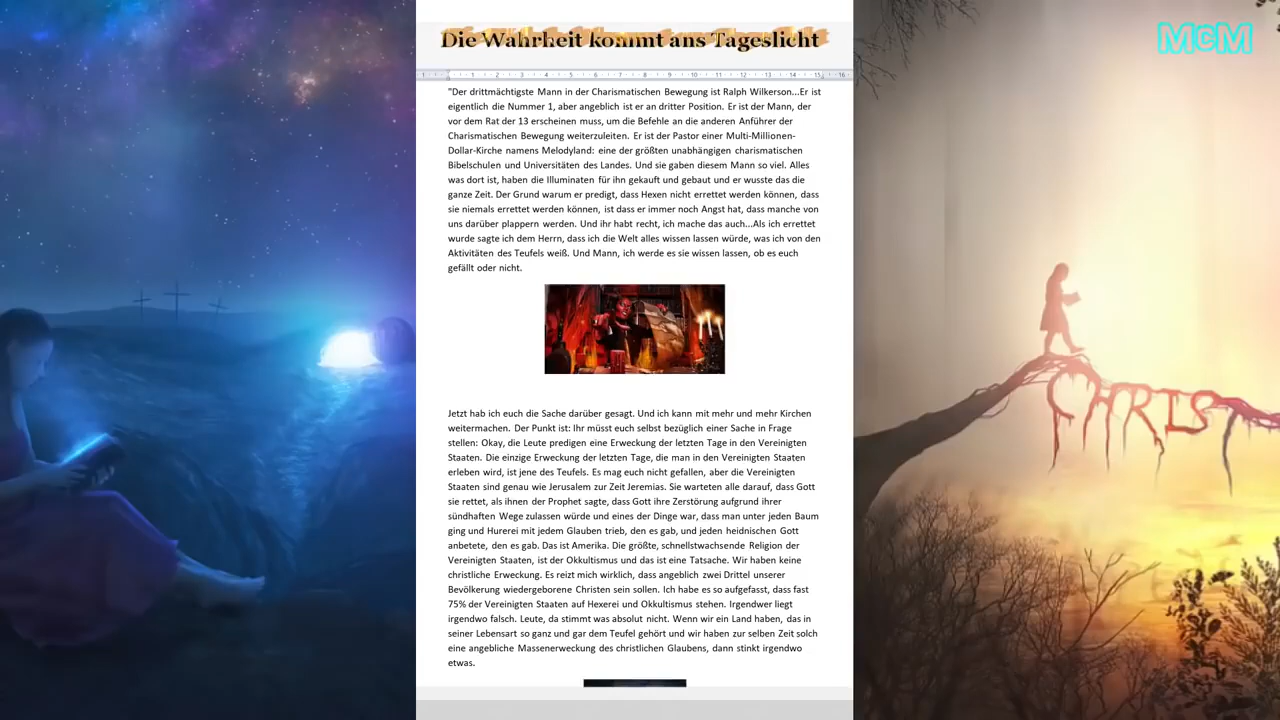 Die Wahrheit kommt ans Tageslicht
McM
1 1 2 3 4 5 6 7 8 9 10 11 12 13 14 15 16
"Der drittmächtigste Mann in der Charismatischen Bewegung ist Ralph Wilkerson...Er ist
eigentlich die Nummer 1, aber angeblich ist er an dritter Position. Er ist der Mann, der
vor dem Rat der 13 erscheinen muss, um die Befehle an die anderen Anführer der
Charismatischen Bewegung weiterzuleiten. Er ist der Pastor einer Multi-Millionen-
Dollar-Kirche namens Melodyland: eine der größten unabhängigen charismatischen
Bibelschulen und Universitäten des Landes. Und sie gaben diesem Mann so viel. Alles
was dort ist, haben die Illuminaten für ihn gekauft und gebaut und er wusste das die
ganze Zeit. Der Grund warum er predigt, dass Hexen nicht errettet werden können, dass
sie niemals errettet werden können, ist dass er immer noch Angst hat, dass manche von
uns darüber plappern werden. Und ihr habt recht, ich mache das auch...Als ich errettet
wurde sagte ich dem Herrn, dass ich die Welt alles wissen lassen würde, was ich von den
Aktivitäten des Teufels weiß. Und Mann, ich werde es sie wissen lassen, ob es euch
gefällt oder nicht.
Jetzt hab ich euch die Sache darüber gesagt. Und ich kann mit mehr und mehr Kirchen
weitermachen. Der Punkt ist: Ihr müsst euch selbst bezüglich einer Sache in Frage
stellen: Okay, die Leute predigen eine Erweckung der letzten Tage in den Vereinigten
Staaten. Die einzige Erweckung der letzten Tage, die man in den Vereinigten Staaten
erleben wird, ist jene des Teufels. Es mag euch nicht gefallen, aber die Vereinigten
Staaten sind genau wie Jerusalem zur Zeit Jeremias. Sie warteten alle darauf, dass Gott
sie rettet, als ihnen der Prophet sagte, dass Gott ihre Zerstörung aufgrund ihrer
sündhaften Wege zulassen würde und eines der Dinge war, dass man unter jeden Baum
ging und Hurerei mit jedem Glauben trieb, den es gab, und jeden heidnischen Gott
anbetete, den es gab. Das ist Amerika. Die größte, schnellstwachsende Religion der
Vereinigten Staaten, ist der Okkultismus und das ist eine Tatsache. Wir haben keine
christliche Erweckung. Es reizt mich wirklich, dass angeblich zwei Drittel unserer
Bevölkerung wiedergeborene Christen sein sollen. Ich habe es so aufgefasst, dass fast
75% der Vereinigten Staaten auf Hexerei und Okkultismus stehen. Irgendwer liegt
irgendwo falsch. Leute, da stimmt was absolut nicht. Wenn wir ein Land haben, das in
seiner Lebensart so ganz und gar dem Teufel gehört und wir haben zur selben Zeit solch
eine angebliche Massenerweckung des christlichen Glaubens, dann stinkt irgendwo
etwas.
CHRIST